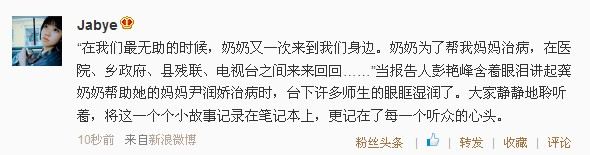 Jabye
“在我们最无助的时候，奶奶又一次来到我们身边。奶奶为了帮我妈妈治病，在医
院、乡政府、县残联、电视台之间来来回回……”当报告人彭艳峰含着眼泪讲起龚
奶奶帮助她的妈妈尹润娇治病时，台下许多师生的眼眶湿润了。大家静静地聆听
着，将这一个个小故事记录在笔记本上，更记在了每一个听众的心头。
10秒前 来自新浪微博 粉丝头条 | | 转发 | 收藏 | 评论